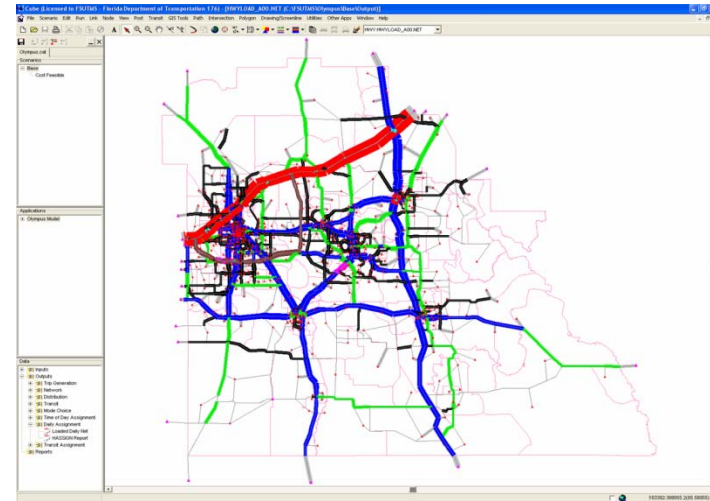 Cube (Licensed to FSUTMS - Florida Department of Transportation 176) - [HWYLOAD_A00.NET (C:\FSUTMS\Olympus\Base\Output)]
File Scenario Edit Run Link Node View Post Transit GIS Tools Path Intersection Polygon Drawing/Screenline Utilities Other Apps Window Help
HWY:HWYLOAD_A00.NET
Olympus.cat
Scenarios
Base
Cost Feasible
Applications
Olympus Model
Data
Inputs
Outputs
Trip Generation
Network
Distribution
Transit
Mode Choice
Time of Day Assignment
Daily Assignment
Loaded Daily Net
HASSIGN Report
Transit Assignment
Reports